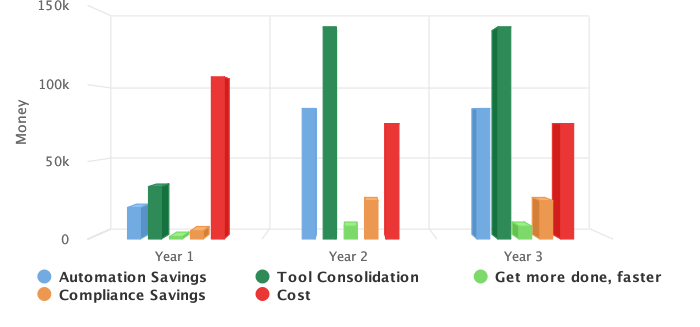 150k
100k
Money
50k
0
Year 1 Year 2 Year 3
Automation Savings Tool Consolidation Get more done, faster
Compliance Savings Cost